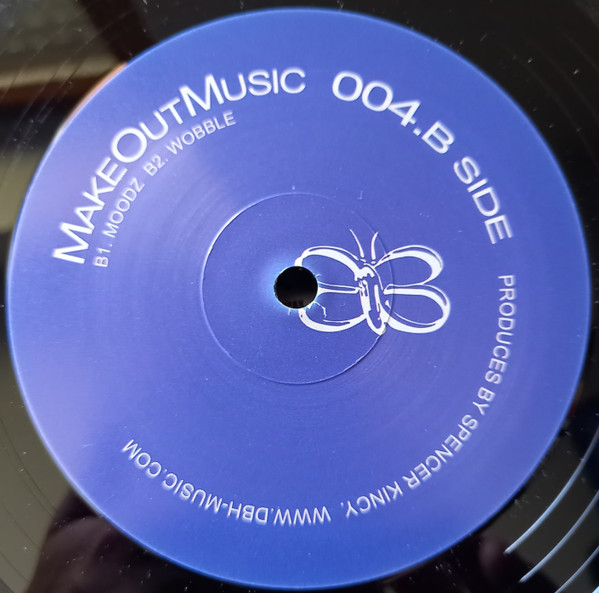 MAKEOUTMUSIC 004.B SIDE
B1. MOODZ B2. WOBBLE
PRODUCES BY SPENCER KINCY, WWW.DBH-MUSIC.COM